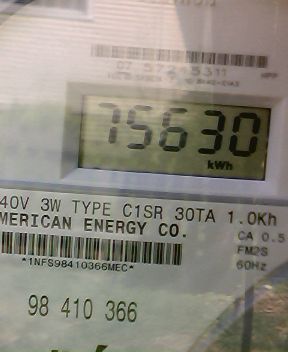 75630
kWh
40V 3W TYPE C1SR 30TA 1.0Kh
MERICAN ENERGY CO.
CA 0.5
FM2S
60Hz
*1NFS98410366MEC*
98 410 366